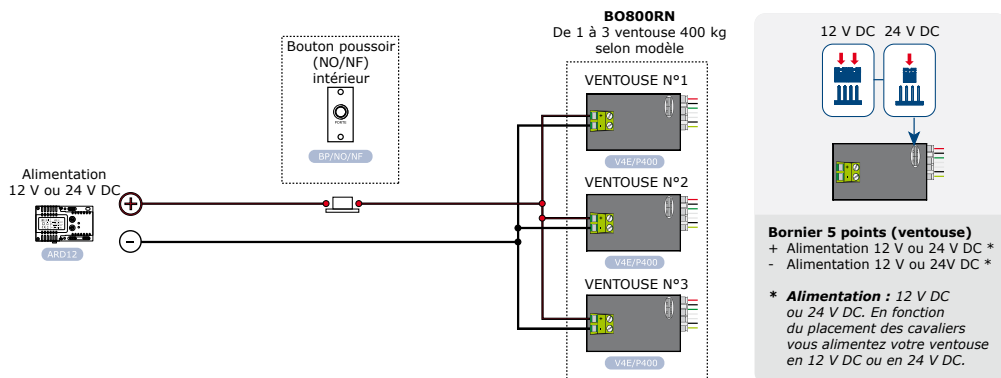 BO800RN
De 1 à 3 ventouse 400 kg
selon modèle
Bouton poussoir
(NO/NF)
intérieur
PORTE
BP/NO/NF
Alimentation
12 V ou 24 V DC
ARD12
+
-
VENTOUSE N°1
V4E/P400
VENTOUSE N°2
V4E/P400
VENTOUSE N°3
V4E/P400
12 V DC
24 V DC
Bornier 5 points (ventouse)
+ Alimentation 12 V ou 24 V DC *
- Alimentation 12 V ou 24V DC *
* Alimentation : 12 V DC
ou 24 V DC. En fonction
du placement des cavaliers
vous alimentez votre ventouse
en 12 V DC ou en 24 V DC.